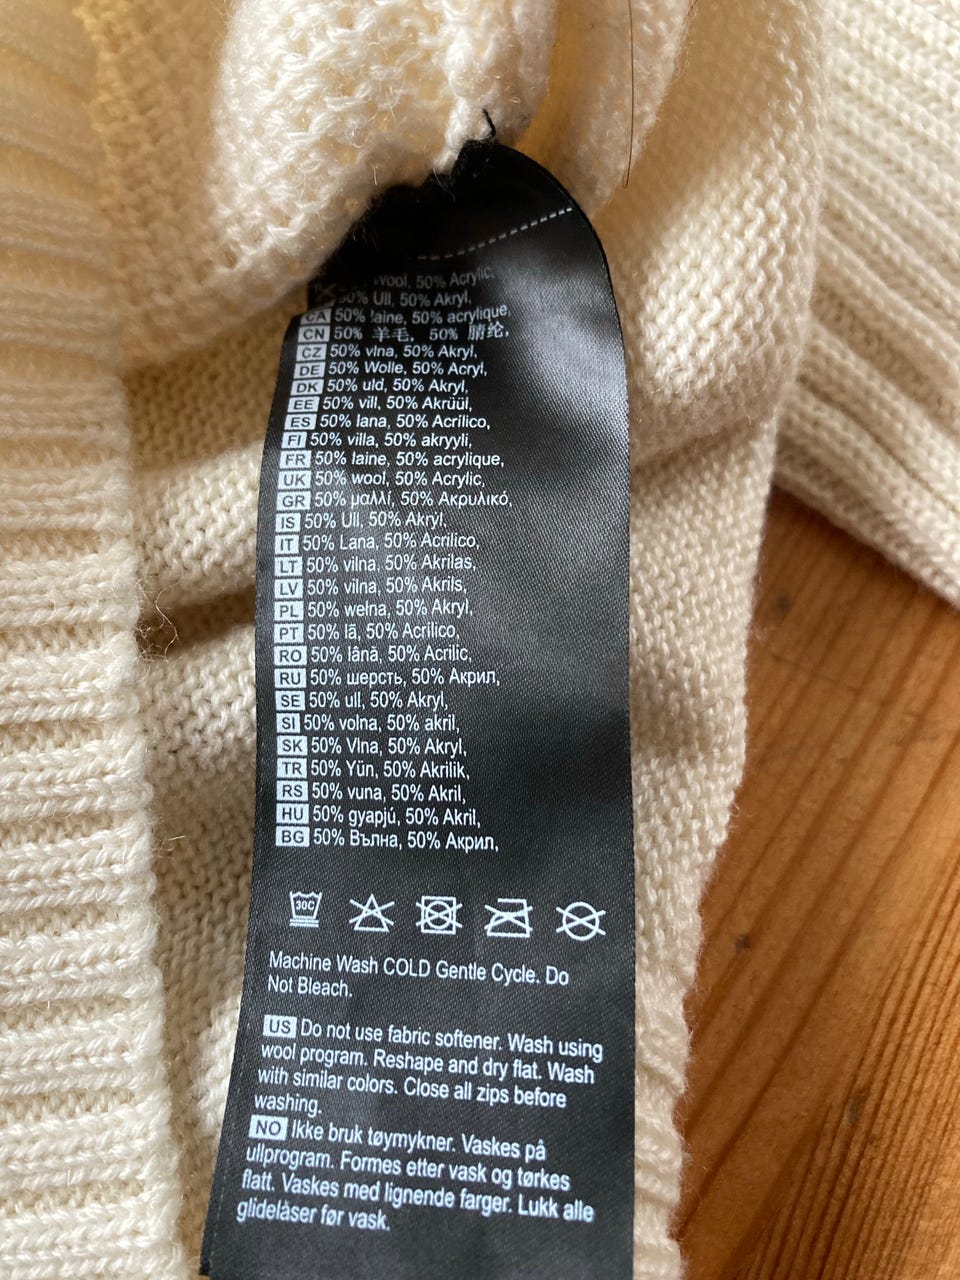 Wool, 50% Acrylic.
50% Ull, 50% Akryl,
CA 50% laine, 50% acrylique,
CN 50% 羊毛, 50% 腈纶,
CZ 50% vlna, 50% Akryl,
DE 50% Wolle, 50% Acryl,
DK 50% uld, 50% Akryl,
EE 50% vill, 50% Akrüüi,
ES 50% lana, 50% Acrilico,
FI 50% villa, 50% akryyli,
FR 50% laine, 50% acrylique,
UK 50% wool, 50% Acrylic,
GR 50% μαλλί, 50% Ακρυλικό,
IS 50% Ull, 50% Akrýl.
IT 50% Lana, 50% Acrilico,
LT 50% vilna, 50% Akrilas,
LV 50% vilna, 50% Akrils,
PL 50% wełna, 50% Akryl,
PT 50% lã, 50% Acrilico,
RO 50% lână, 50% Acrilic,
RU 50% шерсть, 50% Акрил,
SE 50% ull, 50% Akryl,
SI 50% volna, 50% akril,
SK 50% Vlna, 50% Akryl,
TR 50% Yün, 50% Akrilik,
RS 50% vuna, 50% Akril,
HU 50% gyapjú, 50% Akril,
BG 50% Вълна, 50% Акрил,
30C
Machine Wash COLD Gentle Cycle. Do
Not Bleach.
US Do not use fabric softener. Wash using
wool program. Reshape and dry flat. Wash
with similar colors. Close all zips before
washing.
NO Ikke bruk tøymykner. Vaskes på
ullprogram. Formes etter vask og tørkes
flatt. Vaskes med lignende farger. Lukk alle
glidelåser før vask.